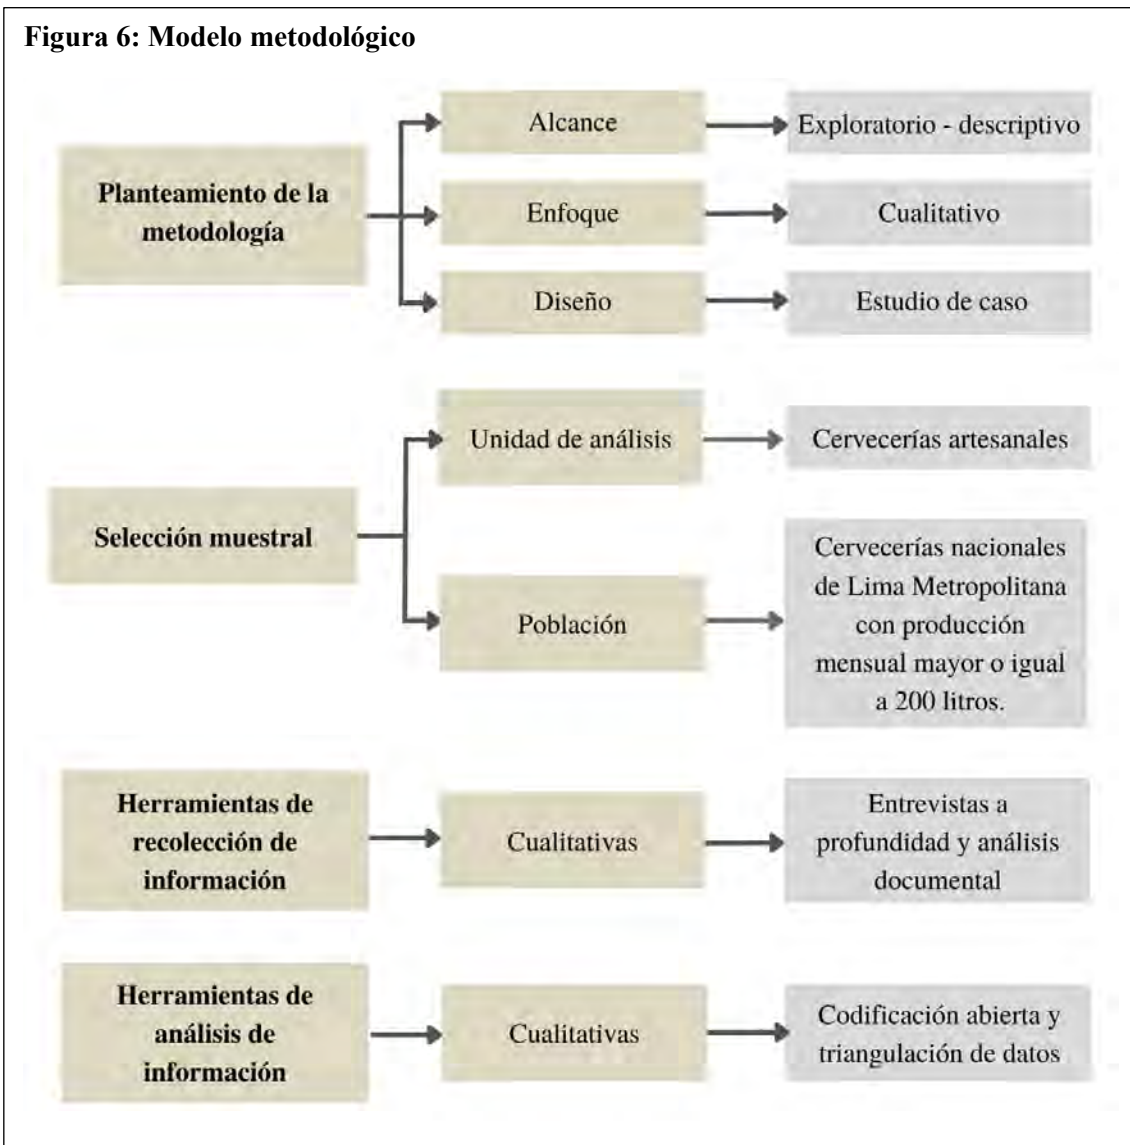 Figura 6: Modelo metodológico
Planteamiento de la
metodología
Alcance
Exploratorio - descriptivo
Enfoque
Cualitativo
Diseño
Estudio de caso
Selección muestral
Unidad de análisis
Cervecerías artesanales
Población
Cervecerías nacionales
de Lima Metropolitana
con producción
mensual mayor o igual
a 200 litros.
Herramientas de
recolección de
información
Cualitativas
Entrevistas a
profundidad y análisis
documental
Herramientas de
análisis de
información
Cualitativas
Codificación abierta y
triangulación de datos